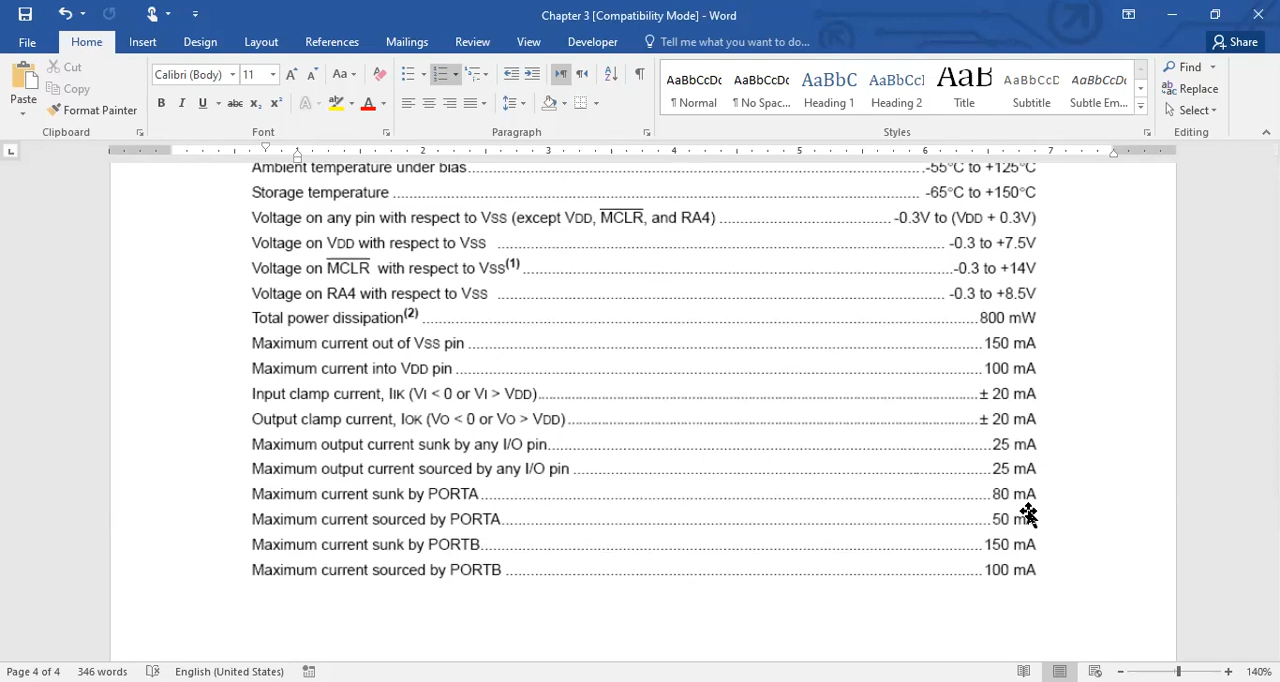 Chapter 3 [Compatibility Mode] - Word
File Home Insert Design Layout References Mailings Review View Developer Tell me what you want to do... Share
Paste
Cut
Copy
Format Painter
Clipboard
Calibri (Body) 11
Font
Paragraph
AaBbCcDc AaBbCcDc AaBbC AaBbCcI AaB AaBbCcD AaBbCcDc
¶ Normal ¶ No Spac... Heading 1 Heading 2 Title Subtitle Subtle Em...
Styles
Find
Replace
Select
Editing
1 2 3 4 5 6 7
Ambient temperature under bias -55°C to +125°C
Storage temperature -65°C to +150°C
Voltage on any pin with respect to VSS (except VDD, MCLR, and RA4) -0.3V to (VDD + 0.3V)
Voltage on VDD with respect to VSS -0.3 to +7.5V
Voltage on MCLR with respect to VSS(1) -0.3 to +14V
Voltage on RA4 with respect to VSS -0.3 to +8.5V
Total power dissipation(2) 800 mW
Maximum current out of VSS pin 150 mA
Maximum current into VDD pin 100 mA
Input clamp current, IIK (VI < 0 or VI > VDD) ± 20 mA
Output clamp current, IOK (VO < 0 or VO > VDD) ± 20 mA
Maximum output current sunk by any I/O pin 25 mA
Maximum output current sourced by any I/O pin 25 mA
Maximum current sunk by PORTA 80 mA
Maximum current sourced by PORTA 50 mA
Maximum current sunk by PORTB 150 mA
Maximum current sourced by PORTB 100 mA
Page 4 of 4 346 words English (United States) 140%